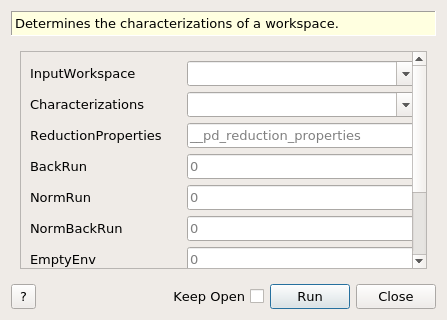 Determines the characterizations of a workspace.
InputWorkspace
Characterizations
ReductionProperties __pd_reduction_properties
BackRun 0
NormRun 0
NormBackRun 0
EmptyEnv 0
? Keep Open Run Close